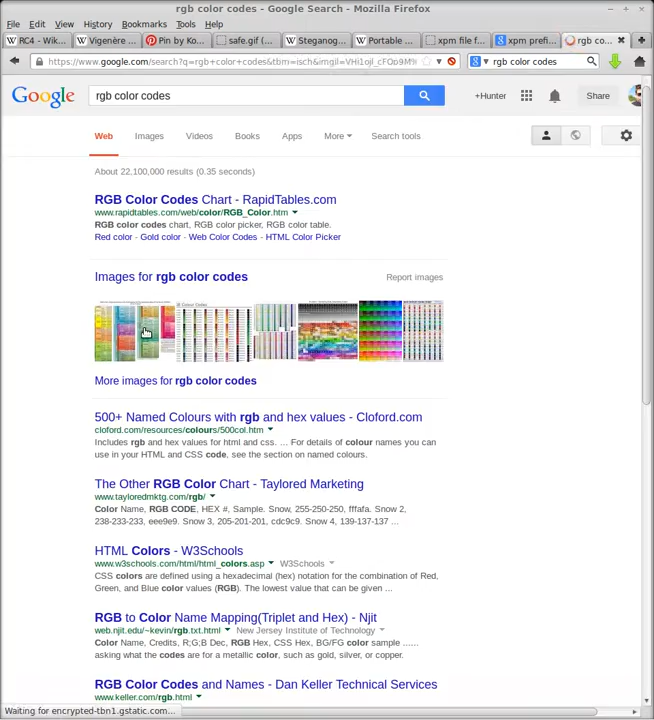 rgb color codes - Google Search - Mozilla Firefox
File Edit View History Bookmarks Tools Help
RC4 - Wik... Vigenère ... Pin by Ko... safe.gif (... Steganog... Portable ... xpm file f... xpm prefi... rgb co...
https://www.google.com/search?q=rgb+color+codes&tbm=isch&imgil= rgb color codes
Google rgb color codes +Hunter Share
Web Images Videos Books Apps More Search tools
About 22,100,000 results (0.35 seconds)
RGB Color Codes Chart - RapidTables.com
www.rapidtables.com/web/color/RGB_Color.htm
RGB color codes chart, RGB color picker, RGB color table.
Red color - Gold color - Web Color Codes - HTML Color Picker
Images for rgb color codes Report images
More images for rgb color codes
500+ Named Colours with rgb and hex values - Cloford.com
cloford.com/resources/colours/500col.htm
Includes rgb and hex values for html and css. ... For details of colour names you can
use in your HTML and CSS code, see the section on named colours.
The Other RGB Color Chart - Taylored Marketing
www.tayloredmktg.com/rgb/
Color Name, RGB CODE, HEX #, Sample. Snow, 255-250-250, fffafa. Snow 2,
238-233-233, eee9e9. Snow 3, 205-201-201, cdc9c9. Snow 4, 139-137-137 ...
HTML Colors - W3Schools
www.w3schools.com/html/html_colors.asp W3Schools
CSS colors are defined using a hexadecimal (hex) notation for the combination of Red,
Green, and Blue color values (RGB). The lowest value that can be given ...
RGB to Color Name Mapping(Triplet and Hex) - Njit
web.njit.edu/~kevin/rgb.txt.html New Jersey Institute of Technology
Color Name, Credits, R;G;B Dec, RGB Hex, CSS Hex, BG/FG color sample ......
asking what the codes are for a metallic color, such as gold, silver, or copper.
RGB Color Codes and Names - Dan Keller Technical Services
www.keller.com/rgb.html
Waiting for encrypted-tbn1.gstatic.com...